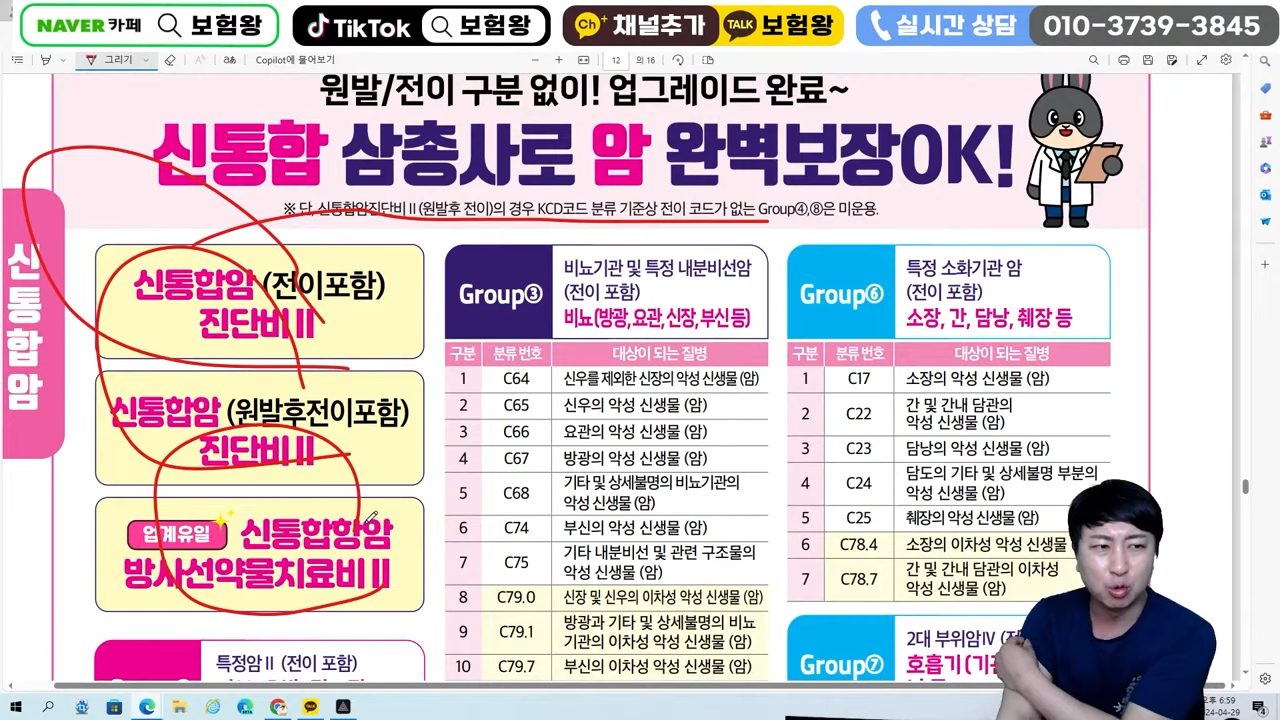 NAVER 카페 보험왕
TikTok 보험왕
Ch+ 채널추가 TALK 보험왕
실시간 상담 010-3739-3845
그리기 Copilot에 물어보기 12 의 16
원발/전이 구분 없이! 업그레이드 완료~
신통합 삼총사로 암 완벽보장OK!
※ 단, 신통합암진단비Ⅱ(원발후 전이)의 경우 KCD코드 분류 기준상 전이 코드가 없는 Group④,⑧은 미운용.
신통합암
신통합암 (전이포함)
진단비Ⅱ
신통합암 (원발후전이포함)
진단비Ⅱ
업계유일 신통합항암
방사선약물치료비Ⅱ
특정암Ⅱ (전이 포함)
Group③
비뇨기관 및 특정 내분비선암
(전이 포함)
비뇨(방광, 요관, 신장, 부신 등)
구분 분류 번호 대상이 되는 질병
1 C64 신우를 제외한 신장의 악성 신생물 (암)
2 C65 신우의 악성 신생물 (암)
3 C66 요관의 악성 신생물 (암)
4 C67 방광의 악성 신생물 (암)
5 C68 기타 및 상세불명의 비뇨기관의
악성 신생물 (암)
6 C74 부신의 악성 신생물 (암)
7 C75 기타 내분비선 및 관련 구조물의
악성 신생물 (암)
8 C79.0 신장 및 신우의 이차성 악성 신생물 (암)
9 C79.1 방광과 기타 및 상세불명의 비뇨
기관의 이차성 악성 신생물 (암)
10 C79.7 부신의 이차성 악성 신생물 (암)
Group⑥
특정 소화기관 암
(전이 포함)
소장, 간, 담낭, 췌장 등
구분 분류 번호 대상이 되는 질병
1 C17 소장의 악성 신생물 (암)
2 C22 간 및 간내 담관의
악성 신생물 (암)
3 C23 담낭의 악성 신생물 (암)
4 C24 담도의 기타 및 상세불명 부분의
악성 신생물 (암)
5 C25 췌장의 악성 신생물 (암)
6 C78.4 소장의 이차성 악성 신생물
7 C78.7 간 및 간내 담관의 이차성
악성 신생물 (암)
Group⑦
2대 부위암Ⅳ
호흡기
오후 6:59
2024-04-29